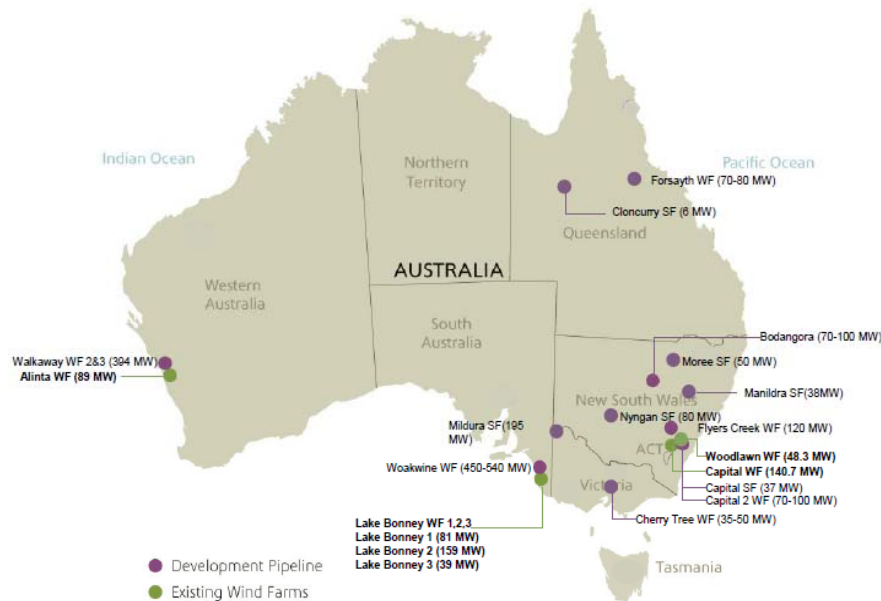 Indian Ocean
Northern
Territory
Pacific Ocean
Forsayth WF (70-80 MW)
Cloncurry SF (6 MW)
Queensland
AUSTRALIA
Western
Australia
South
Australia
Bodangora (70-100 MW)
Walkaway WF 2&3 (394 MW)
Alinta WF (89 MW)
Moree SF (50 MW)
Manildra SF(38MW)
New South Wales
Nyngan SF (80 MW)
Mildura SF(195
MW)
Flyers Creek WF (120 MW)
ACT
Woodlawn WF (48.3 MW)
Woakwine WF (450-540 MW)
Capital WF (140.7 MW)
Victoria
Capital SF (37 MW)
Capital 2 WF (70-100 MW)
Cherry Tree WF (35-50 MW)
Lake Bonney WF 1,2,3
Lake Bonney 1 (81 MW)
Lake Bonney 2 (159 MW)
Lake Bonney 3 (39 MW)
Development Pipeline
Existing Wind Farms
Tasmania